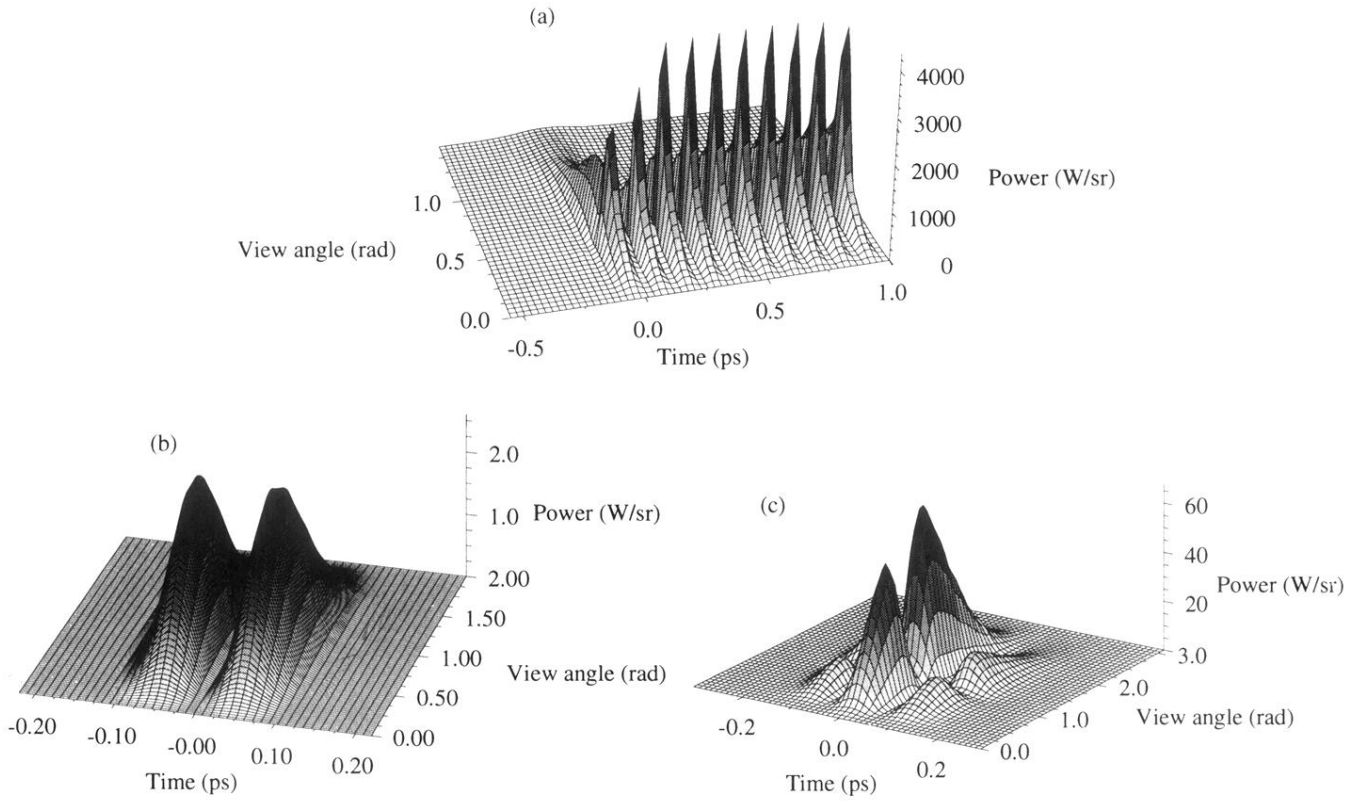 (a)
4000
3000
2000
1000
0
Power (W/sr)
1.0
0.5
0.0
View angle (rad)
-0.5
0.0
0.5
1.0
Time (ps)
(b)
2.0
1.0
Power (W/sr)
2.00
1.50
1.00
0.50
0.00
View angle (rad)
-0.20
-0.10
-0.00
0.10
0.20
Time (ps)
(c)
60
40
20
Power (W/sr)
3.0
2.0
1.0
0.0
View angle (rad)
-0.2
0.0
0.2
Time (ps)